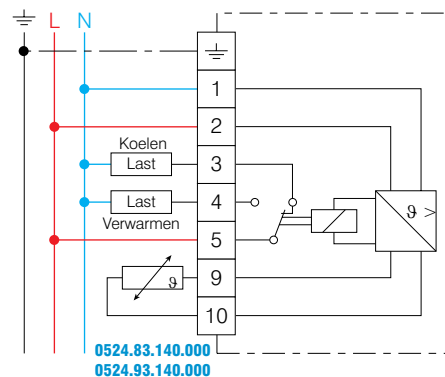 L N
1
2
Koelen
Last
3
Last
4
Verwarmen
5
ϑ
9
10
ϑ >
0524.83.140.000
0524.93.140.000